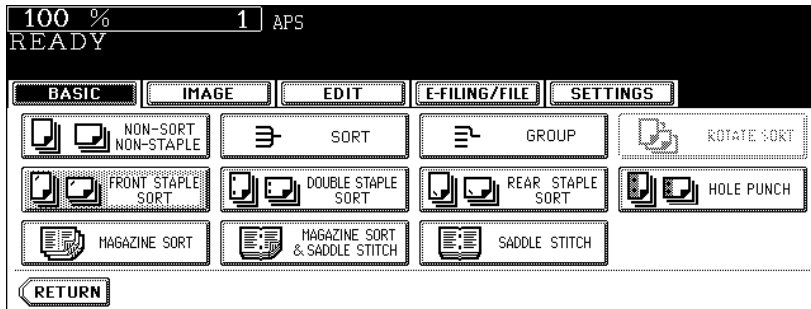 100 % 1 APS
READY
BASIC IMAGE EDIT E-FILING/FILE SETTINGS
NON-SORT
NON-STAPLE
SORT
GROUP
ROTATE SORT
FRONT STAPLE
SORT
DOUBLE STAPLE
SORT
REAR STAPLE
SORT
HOLE PUNCH
MAGAZINE SORT
MAGAZINE SORT
& SADDLE STITCH
SADDLE STITCH
RETURN